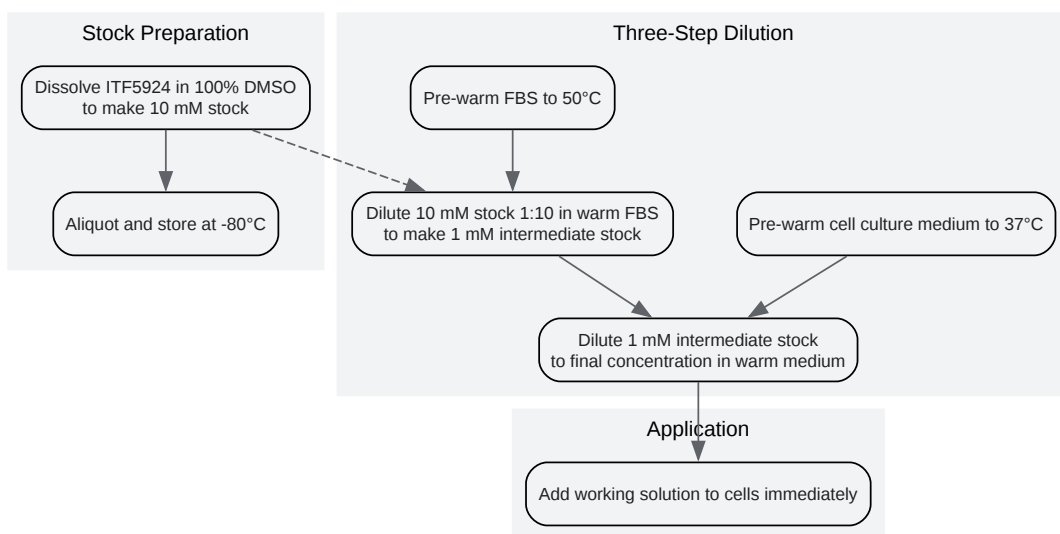 Stock Preparation
Dissolve ITF5924 in 100% DMSO
to make 10 mM stock
Aliquot and store at -80°C
Three-Step Dilution
Pre-warm FBS to 50°C
Dilute 10 mM stock 1:10 in warm FBS
to make 1 mM intermediate stock
Pre-warm cell culture medium to 37°C
Dilute 1 mM intermediate stock
to final concentration in warm medium
Application
Add working solution to cells immediately